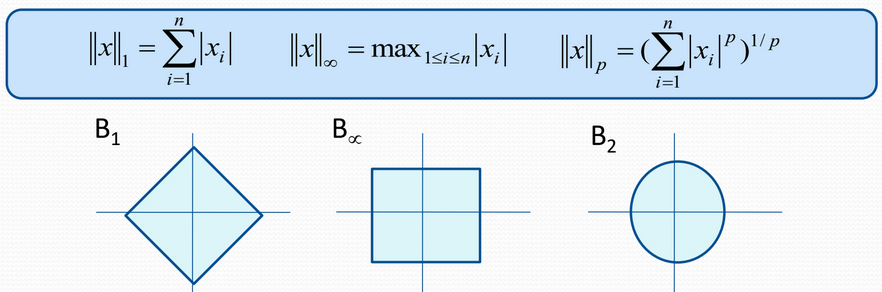 ‖x‖₁ = ∑ᵢ₌₁ⁿ |xᵢ| ‖x‖∞ = max₁≤ᵢ≤ₙ |xᵢ| ‖x‖ₚ = (∑ᵢ₌₁ⁿ |xᵢ|ᵖ)¹/ᵖ
B₁ B∝ B₂